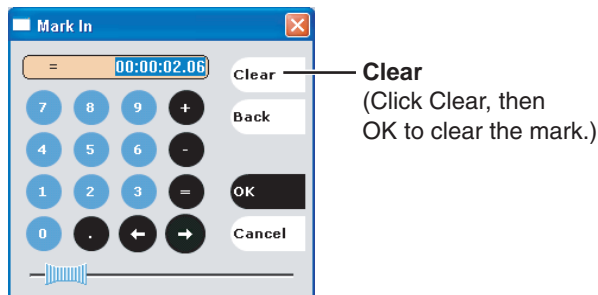 Mark In
= 00:00:02.06
Clear
Back
7 8 9 +
4 5 6 -
1 2 3 =
0 . ← →
OK
Cancel
Clear
(Click Clear, then
OK to clear the mark.)